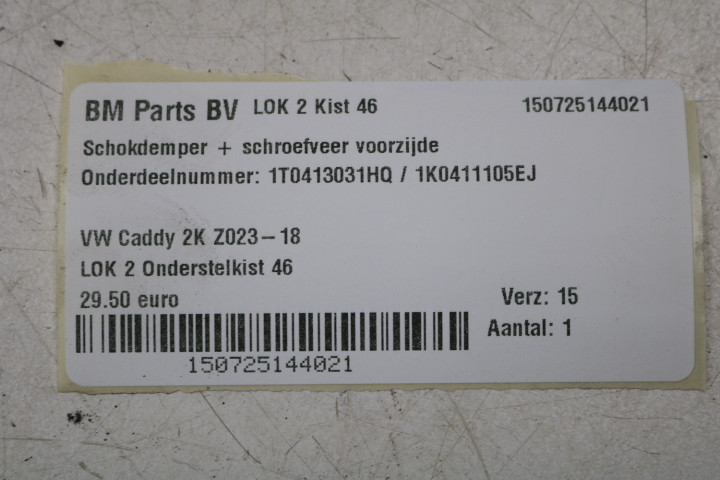 BM Parts BV LOK 2 Kist 46 150725144021
Schokdemper + schroefveer voorzijde
Onderdeelnummer: 1T0413031HQ / 1K0411105EJ
VW Caddy 2K Z023-18
LOK 2 Onderstelkist 46
29.50 euro Verz: 15
Aantal: 1
150725144021